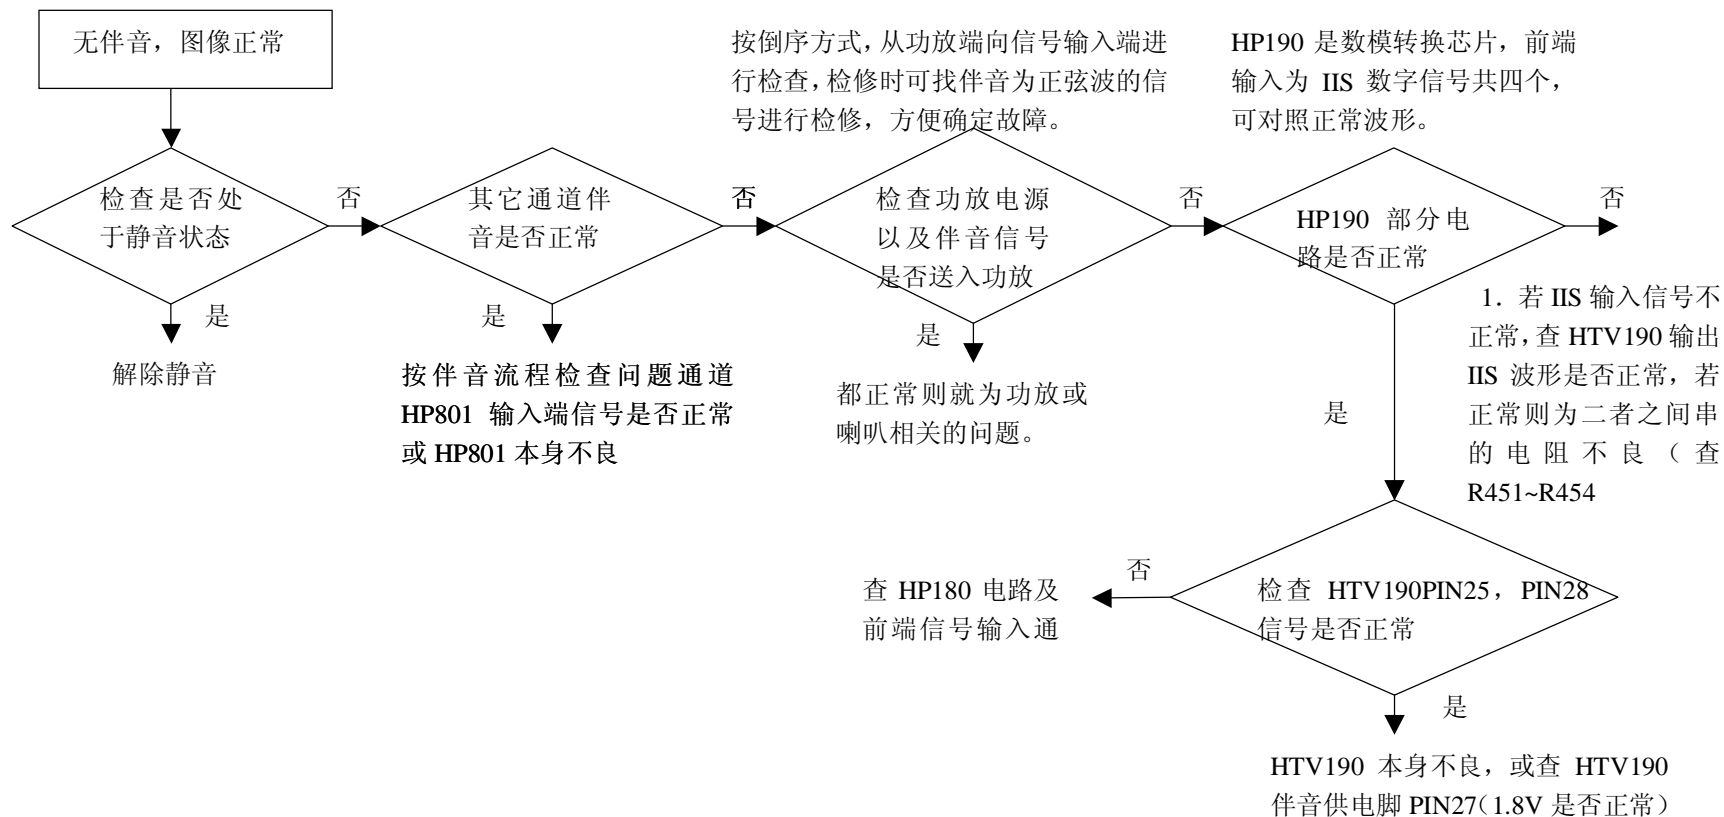 无伴音，图像正常
按倒序方式，从功放端向信号输入端进
行检查，检修时可找伴音为正弦波的信
号进行检修，方便确定故障。
HP190 是数模转换芯片，前端
输入为 IIS 数字信号共四个，
可对照正常波形。
检查是否处
于静音状态
否
其它通道伴
音是否正常
否
检查功放电源
以及伴音信号
是否送入功放
否
HP190 部分电
路是否正常
否
是
解除静音
是
按伴音流程检查问题通道
HP801 输入端信号是否正常
或 HP801 本身不良
是
都正常则就为功放或
喇叭相关的问题。
是
1．若 IIS 输入信号不
正常，查 HTV190 输出
IIS 波形是否正常，若
正常则为二者之间串
的电阻不良（查
R451~R454
检查 HTV190PIN25，PIN28
信号是否正常
否
查 HP180 电路及
前端信号输入通
是
HTV190 本身不良，或查 HTV190
伴音供电脚 PIN27（1.8V 是否正常）